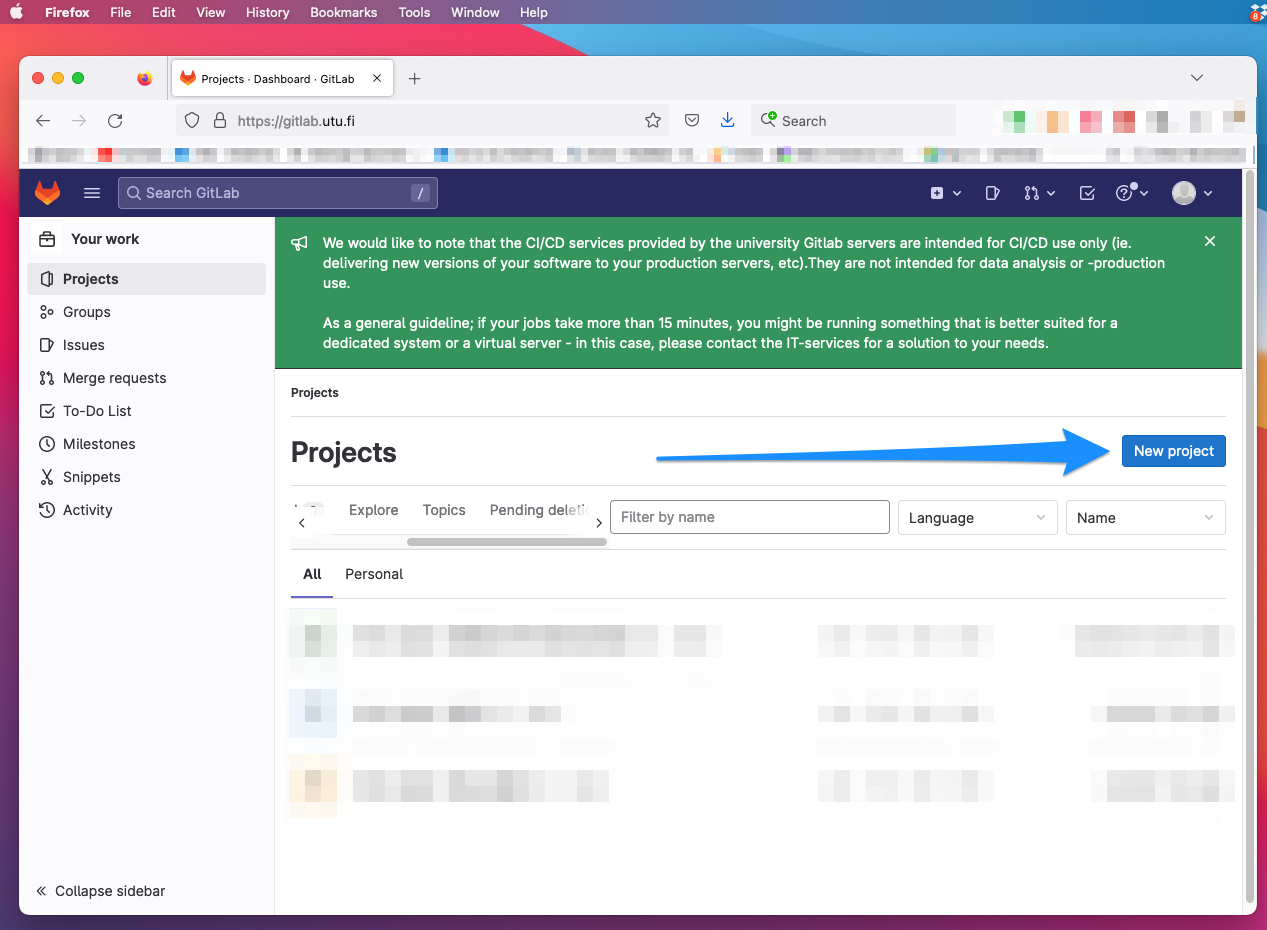 Firefox File Edit View History Bookmarks Tools Window Help
8
Projects · Dashboard · GitLab
https://gitlab.utu.fi
Search
Search GitLab /
Your work
Projects
Groups
Issues
Merge requests
To-Do List
Milestones
Snippets
Activity
Collapse sidebar
We would like to note that the CI/CD services provided by the university Gitlab servers are intended for CI/CD use only (ie.
delivering new versions of your software to your production servers, etc).They are not intended for data analysis or -production
use.
As a general guideline; if your jobs take more than 15 minutes, you might be running something that is better suited for a
dedicated system or a virtual server - in this case, please contact the IT-services for a solution to your needs.
Projects
Projects
New project
Explore Topics Pending deleti
Filter by name
Language
Name
All Personal